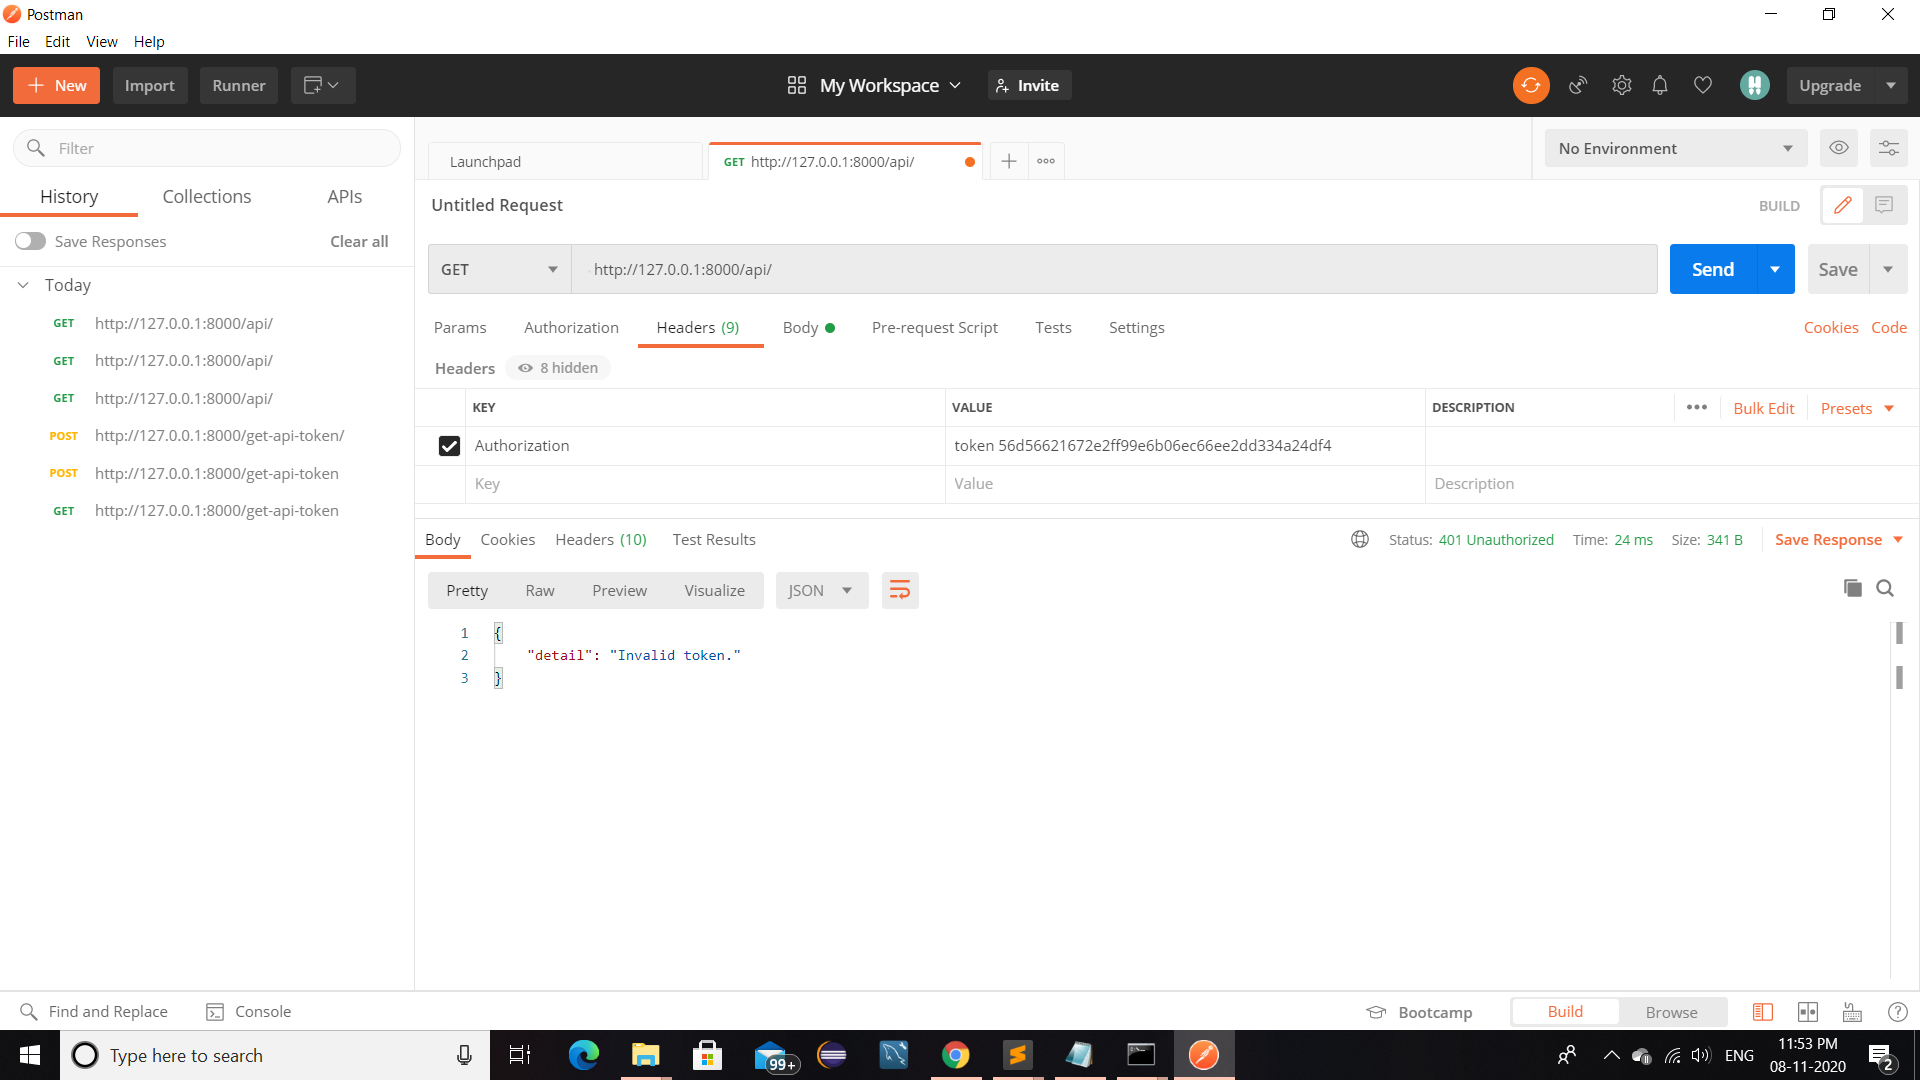 Postman
File Edit View Help
New Import Runner My Workspace Invite Upgrade
Filter
History Collections APIs
Save Responses Clear all
Today
GET http://127.0.0.1:8000/api/
GET http://127.0.0.1:8000/api/
GET http://127.0.0.1:8000/api/
POST http://127.0.0.1:8000/get-api-token/
POST http://127.0.0.1:8000/get-api-token
GET http://127.0.0.1:8000/get-api-token
Launchpad GET http://127.0.0.1:8000/api/ No Environment
Untitled Request BUILD
GET http://127.0.0.1:8000/api/ Send Save
Params Authorization Headers (9) Body Pre-request Script Tests Settings Cookies Code
Headers 8 hidden
KEY VALUE DESCRIPTION Bulk Edit Presets
Authorization token 56d56621672e2ff99e6b06ec66ee2dd334a24df4
Key Value Description
Body Cookies Headers (10) Test Results Status: 401 Unauthorized Time: 24 ms Size: 341 B Save Response
Pretty Raw Preview Visualize JSON
1 {
2 "detail": "Invalid token."
3 }
Find and Replace Console Bootcamp Build Browse
Type here to search 99+ ENG 11:53 PM
08-11-2020 2